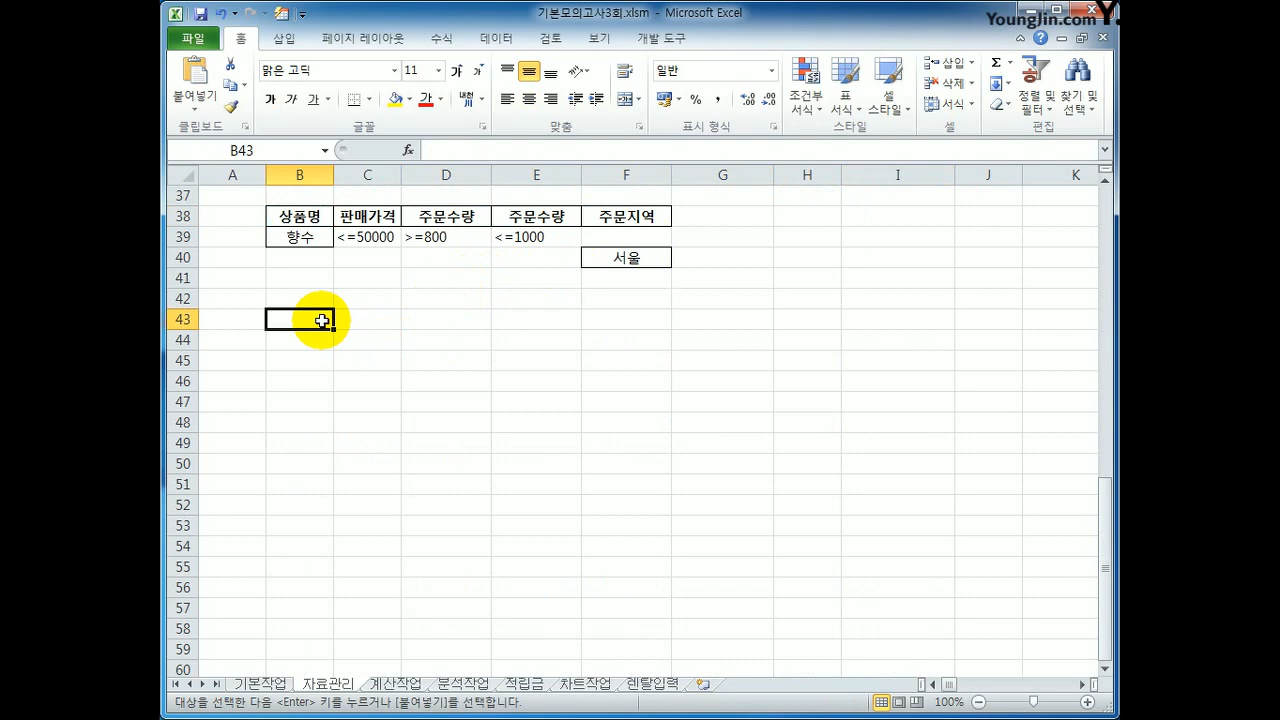 기본모의고사3회.xlsm - Microsoft Excel
YoungJin.com Y.
파일 홈 삽입 페이지 레이아웃 수식 데이터 검토 보기 개발 도구
붙여넣기
맑은 고딕 11
가 가 가 가 내천
일반
% ,
조건부 서식 표 서식 셀 스타일
삽입 삭제 서식
Σ
정렬 및 필터 찾기 및 선택
클립보드 글꼴 맞춤 표시 형식 스타일 셀 편집
B43 fx
A B C D E F G H I J K
37
38 상품명 판매가격 주문수량 주문수량 주문지역
39 향수 <=50000 >=800 <=1000
40 서울
41
42
43
44
45
46
47
48
49
50
51
52
53
54
55
56
57
58
59
60
기본작업 자료관리 계산작업 분석작업 적립금 차트작업 렌탈입력
대상을 선택한 다음 <Enter> 키를 누르거나 [붙여넣기]를 선택합니다. 100%